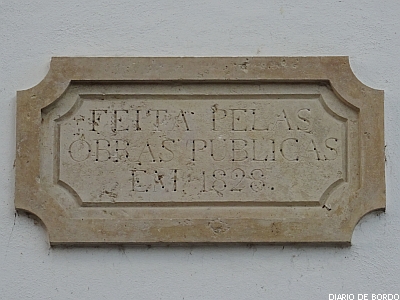 FEITA PELAS
OBRAS PUBLICAS
EM 1828.
DIARIO DE BORDO